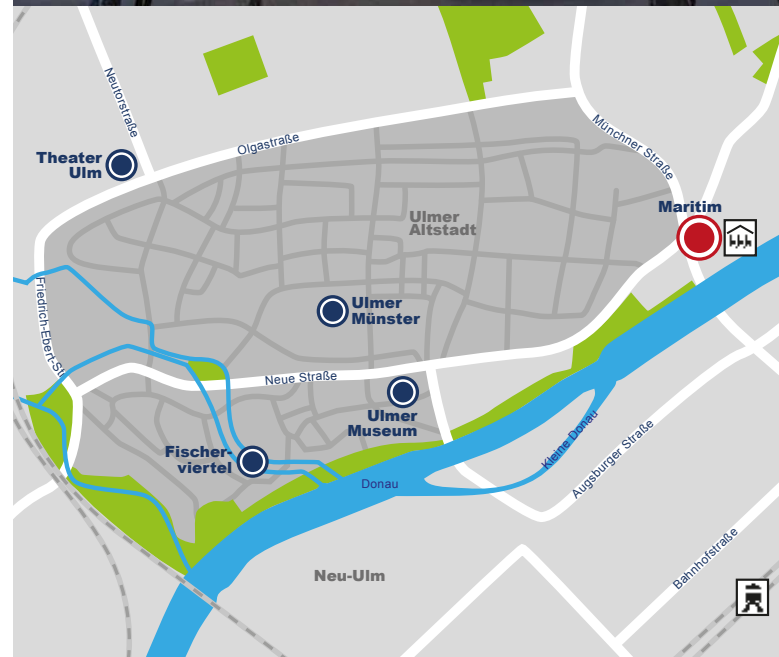 Neutorstraße
Olgastraße
Münchner Straße
Theater
Ulm
Maritim
Ulmer
Altstadt
Friedrich-Ebert-Str.
Ulmer
Münster
Neue Straße
Ulmer
Museum
Fischer-
viertel
Kleine Donau
Augsburger Straße
Donau
Neu-Ulm
Bahnhofstraße